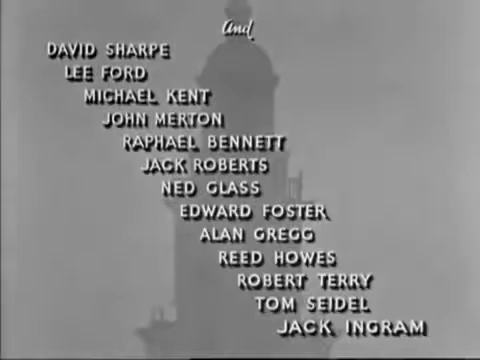 And
DAVID SHARPE
LEE FORD
MICHAEL KENT
JOHN MERTON
RAPHAEL BENNETT
JACK ROBERTS
NED GLASS
EDWARD FOSTER
ALAN GREGG
REED HOWES
ROBERT TERRY
TOM SEIDEL
JACK INGRAM